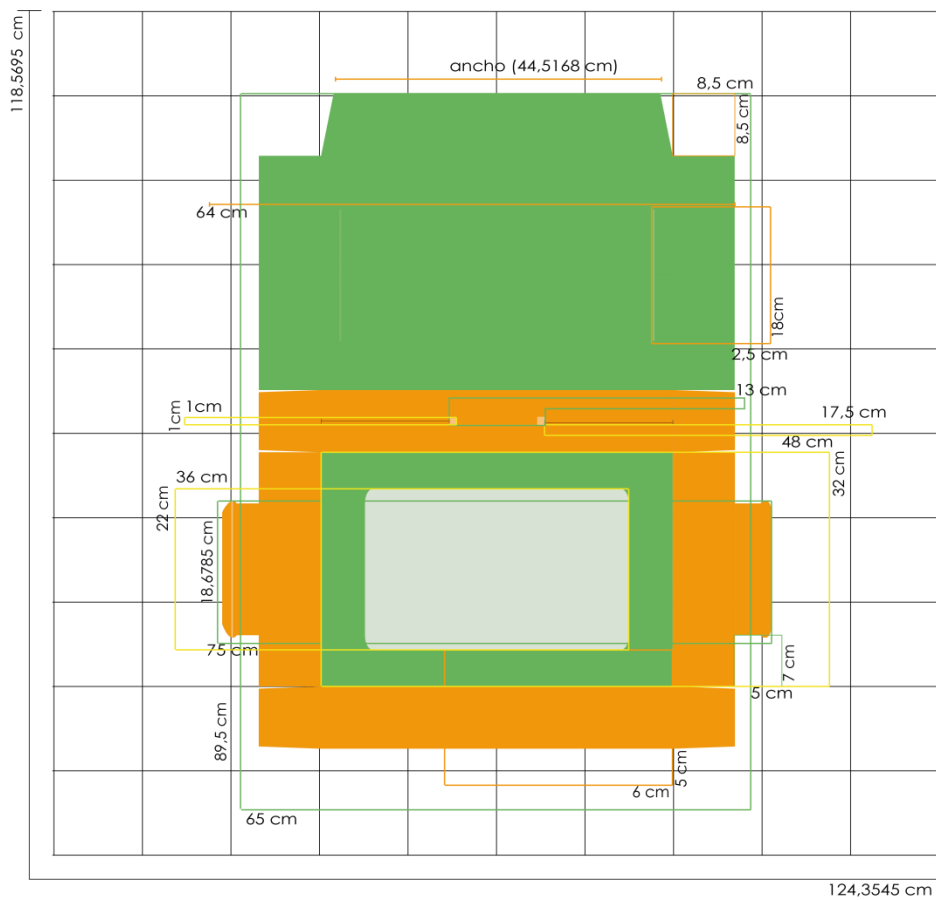 118,5695 cm
ancho (44,5168 cm)
8,5 cm
8,5 cm
64 cm
18cm
2,5 cm
13 cm
1cm
1cm
17,5 cm
48 cm
36 cm
32 cm
22 cm
18,6785 cm
75 cm
7 cm
5 cm
89,5 cm
5 cm
6 cm
65 cm
124,3545 cm